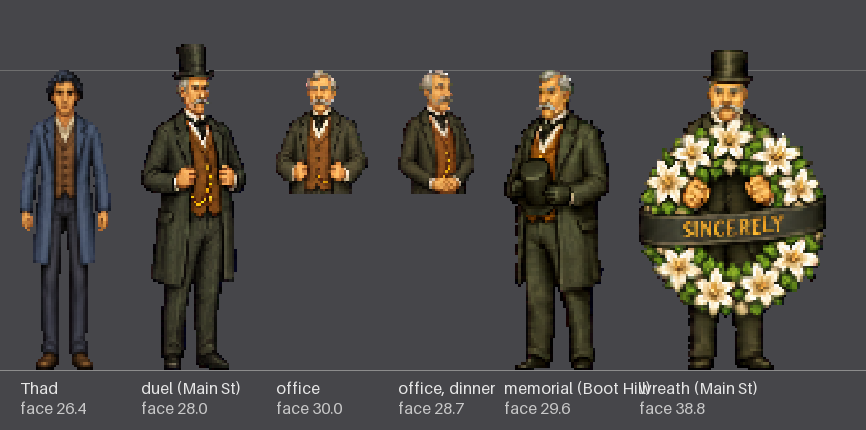 SINCERELY
Thad
face 26.4
duel (Main St)
face 28.0
office
face 30.0
office, dinner
face 28.7
memorial (Boot Hill)
face 29.6
wreath (Main St)
face 38.8